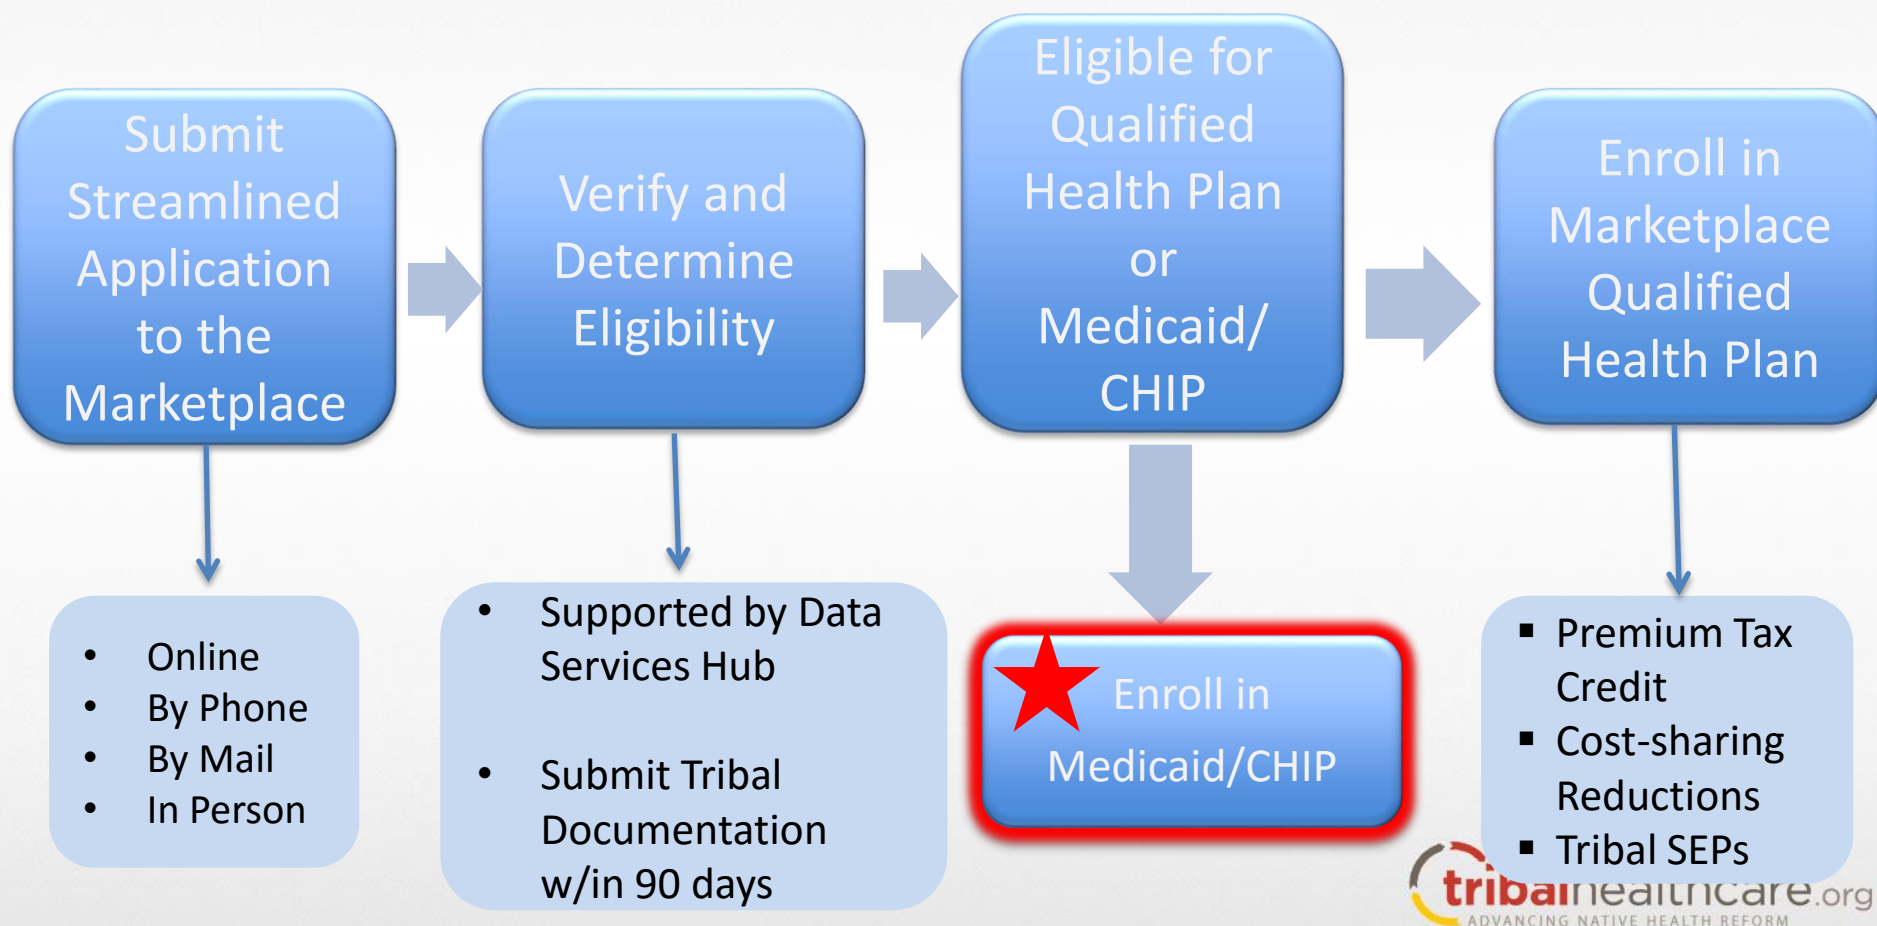 Submit
Streamlined
Application
to the
Marketplace
Verify and
Determine
Eligibility
Eligible for
Qualified
Health Plan
or
Medicaid/
CHIP
Enroll in
Marketplace
Qualified
Health Plan
• Online
• By Phone
• By Mail
• In Person
• Supported by Data
Services Hub
• Submit Tribal
Documentation
w/in 90 days
Enroll in
Medicaid/CHIP
▪ Premium Tax
Credit
▪ Cost-sharing
Reductions
▪ Tribal SEPs
tribalhealthcare.org
ADVANCING NATIVE HEALTH REFORM